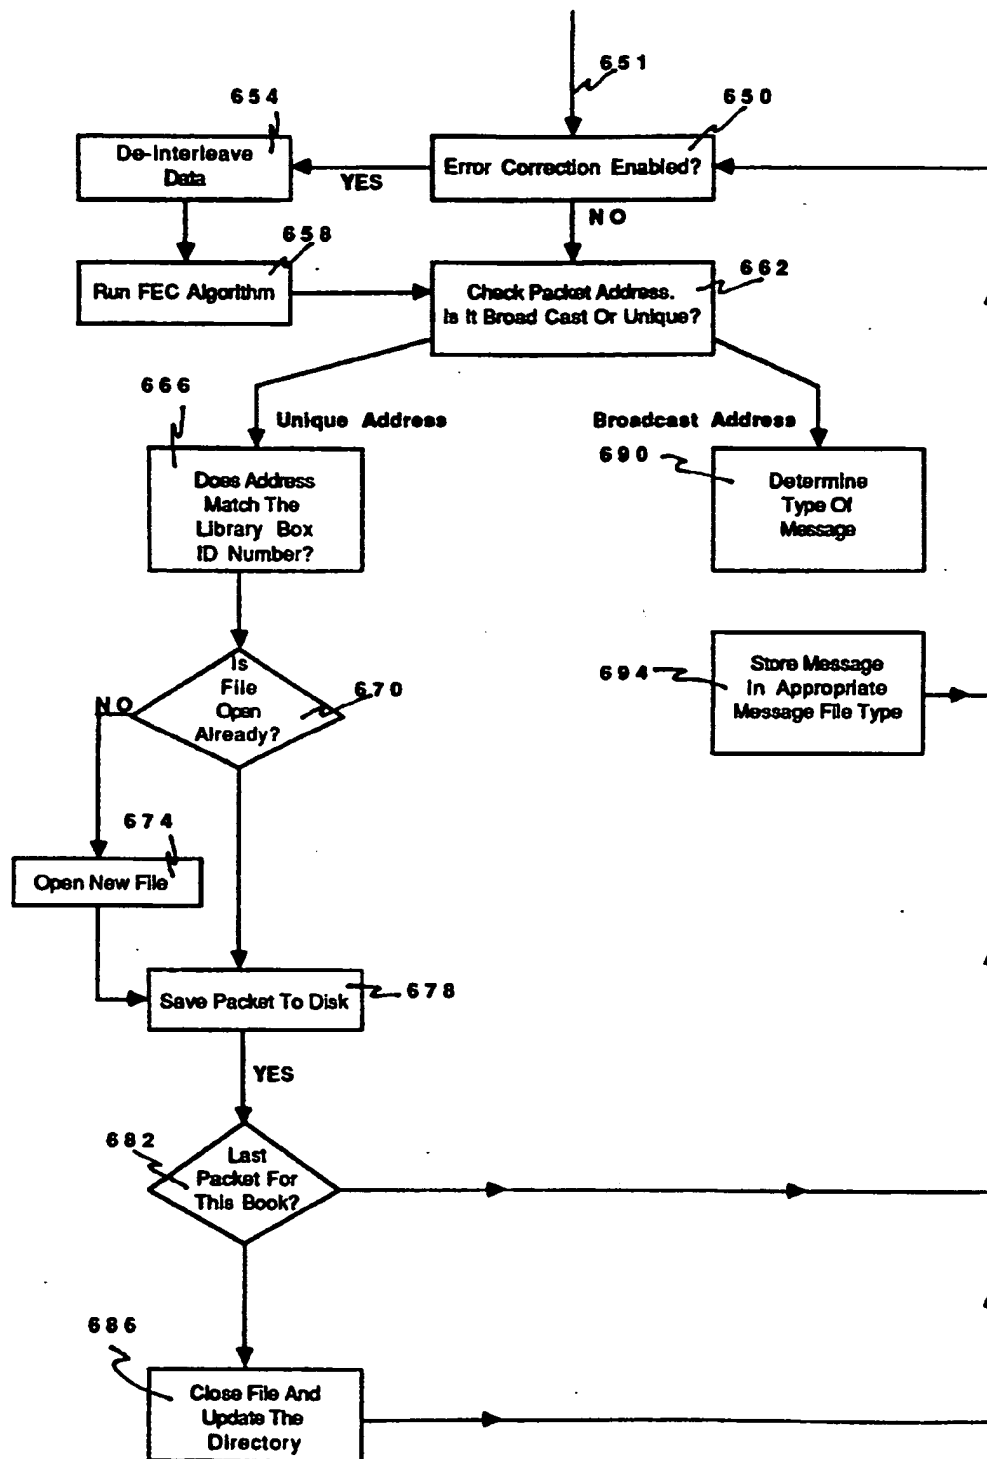 651
654
650
De-Interleave
Data
YES
Error Correction Enabled?
NO
658
662
Run FEC Algorithm
Check Packet Address.
Is It Broad Cast Or Unique?
666
Unique Address
Broadcast Address
690
Does Address
Match The
Library Box
ID Number?
Determine
Type Of
Message
Is
File
Open
Already?
670
NO
694
Store Message
In Appropriate
Message File Type
674
Open New File
Save Packet To Disk
678
YES
682
Last
Packet For
This Book?
686
Close File And
Update The
Directory